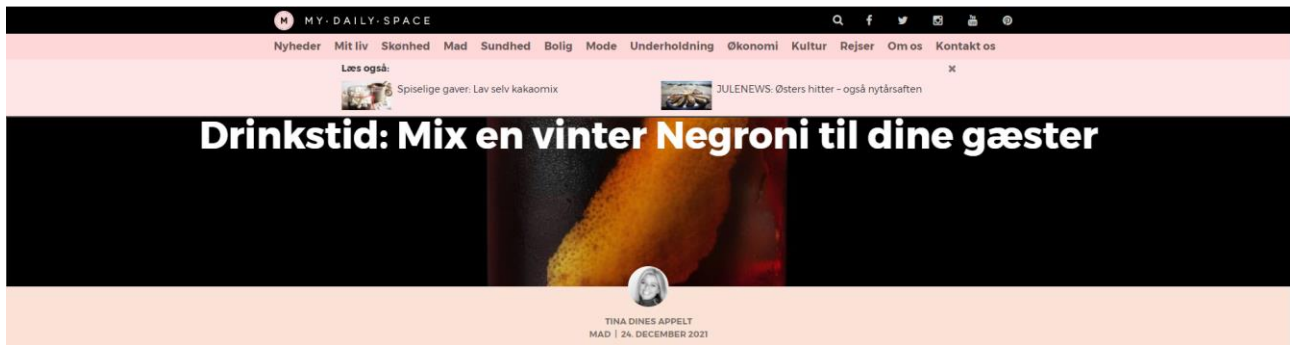 M MY·DAILY·SPACE
Nyheder Mit liv Skønhed Mad Sundhed Bolig Mode Underholdning Økonomi Kultur Rejser Om os Kontakt os
Læs også:
Spiselige gaver: Lav selv kakaomix
JULENEWS: Østers hitter – også nytårsaften
Drinkstid: Mix en vinter Negroni til dine gæster
TINA DINES APPELT
MAD | 24. DECEMBER 2021